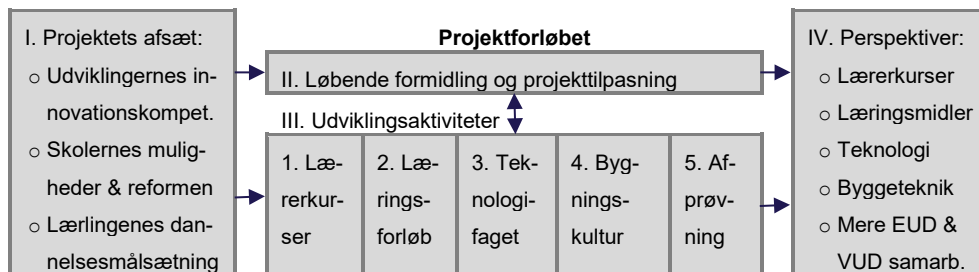 I. Projektets afsæt:
o Udviklingernes in-
novationskompet.
o Skolernes mulig-
heder & reformen
o Lærlingenes dan-
nelsesmålsætning
Projektforløbet
II. Løbende formidling og projekttilpasning
III. Udviklingsaktiviteter
1. Læ-
rerkur-
ser
2. Læ-
rings-
forløb
3. Tek-
nologi-
faget
4. Byg-
nings-
kultur
5. Af-
prøv-
ning
IV. Perspektiver:
o Lærerkurser
o Læringsmidler
o Teknologi
o Byggeteknik
o Mere EUD &
VUD samarb.